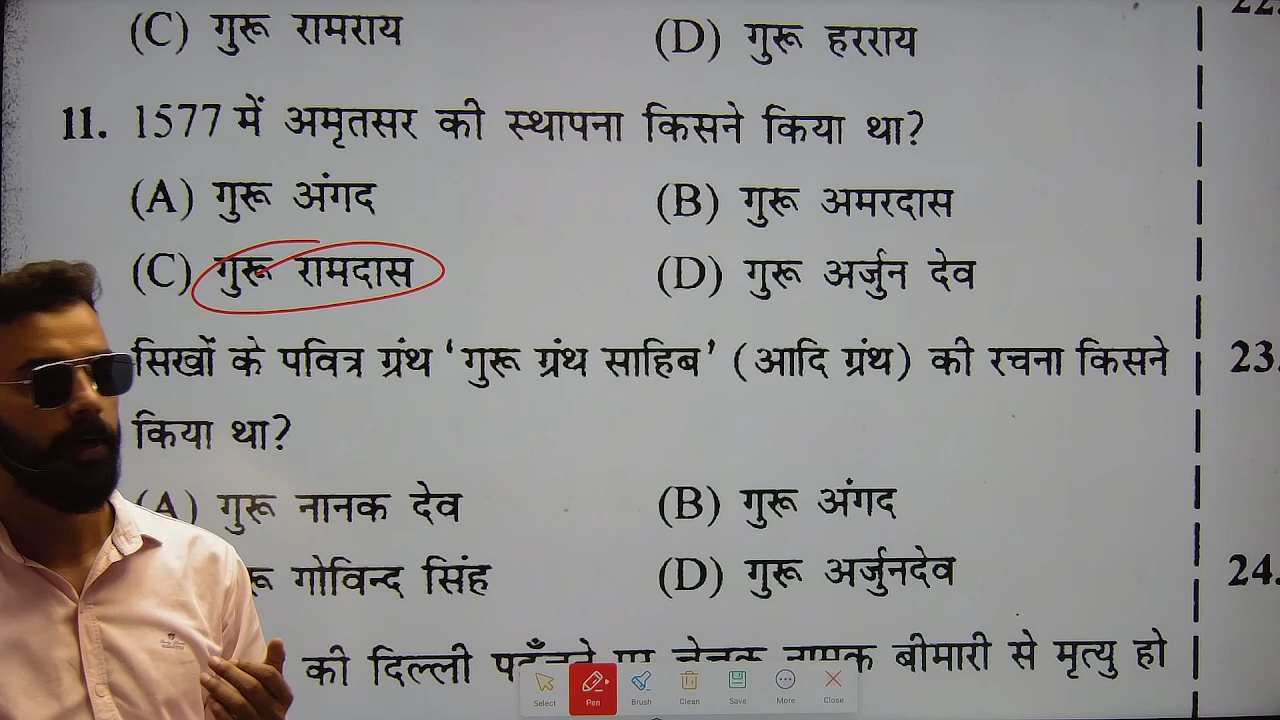 (C) गुरू रामराय (D) गुरू हरराय
11. 1577 में अमृतसर की स्थापना किसने किया था?
(A) गुरू अंगद (B) गुरू अमरदास
(C) गुरू रामदास (D) गुरू अर्जुन देव
सिखों के पवित्र ग्रंथ 'गुरू ग्रंथ साहिब' (आदि ग्रंथ) की रचना किसने
किया था?
(A) गुरू नानक देव (B) गुरू अंगद
गोविन्द सिंह (D) गुरू अर्जुनदेव
की दिल्ली नामक बीमारी से मृत्यु हो
23.
24.
Select Pen Brush Clean Save More Close